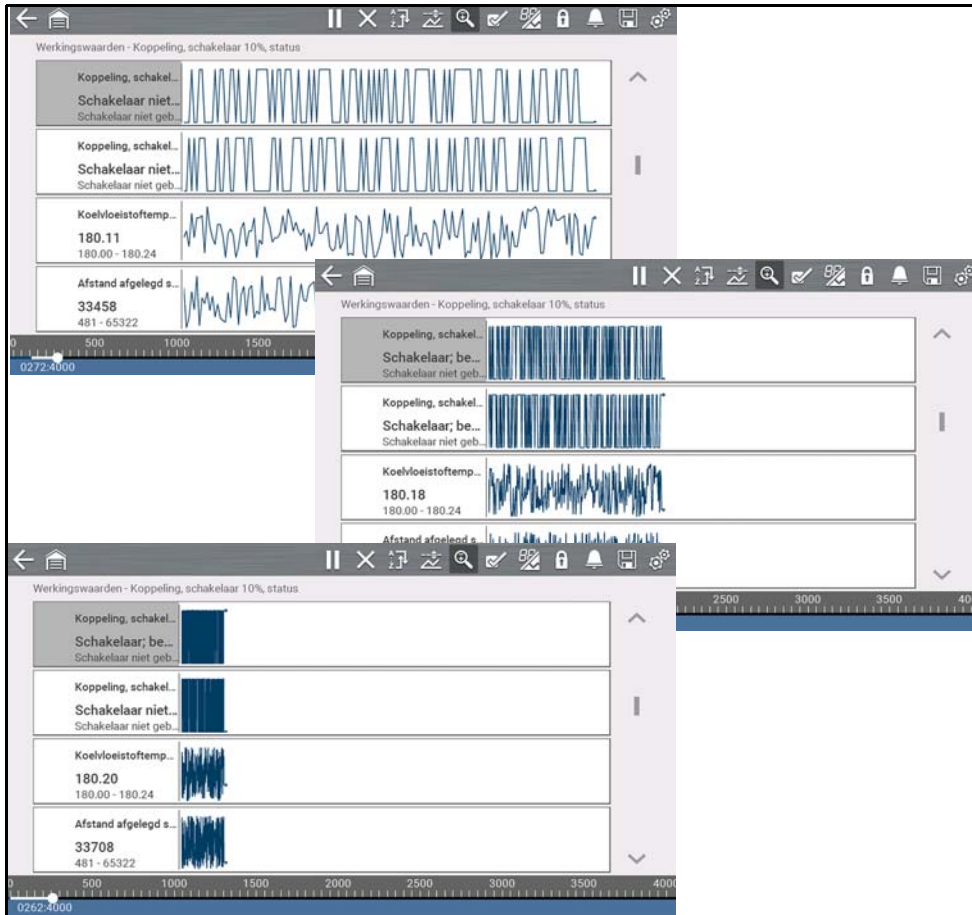 Werkingswaarden - Koppeling, schakelaar 10%, status
Koppeling, schakel...
Schakelaar niet...
Schakelaar niet geb...
Koppeling, schakel...
Schakelaar niet...
Schakelaar niet geb...
Koelvloeistoftemp...
180.11
180.00 - 180.24
Afstand afgelegd s...
33458
481 - 65322
0 500 1000 1500
0272:4000
Werkingswaarden - Koppeling, schakelaar 10%, status
Koppeling, schakel...
Schakelaar; be...
Schakelaar niet geb...
Koppeling, schakel...
Schakelaar; be...
Schakelaar niet geb...
Koelvloeistoftemp...
180.18
180.00 - 180.24
Afstand afgelegd s...
2500 3000 3500
Werkingswaarden - Koppeling, schakelaar 10%, status
Koppeling, schakel...
Schakelaar; be...
Schakelaar niet geb...
Koppeling, schakel...
Schakelaar niet...
Schakelaar niet geb...
Koelvloeistoftemp...
180.20
180.00 - 180.24
Afstand afgelegd s...
33708
481 - 65322
0 500 1000 1500 2000 2500 3000 3500 4000
0262:4000